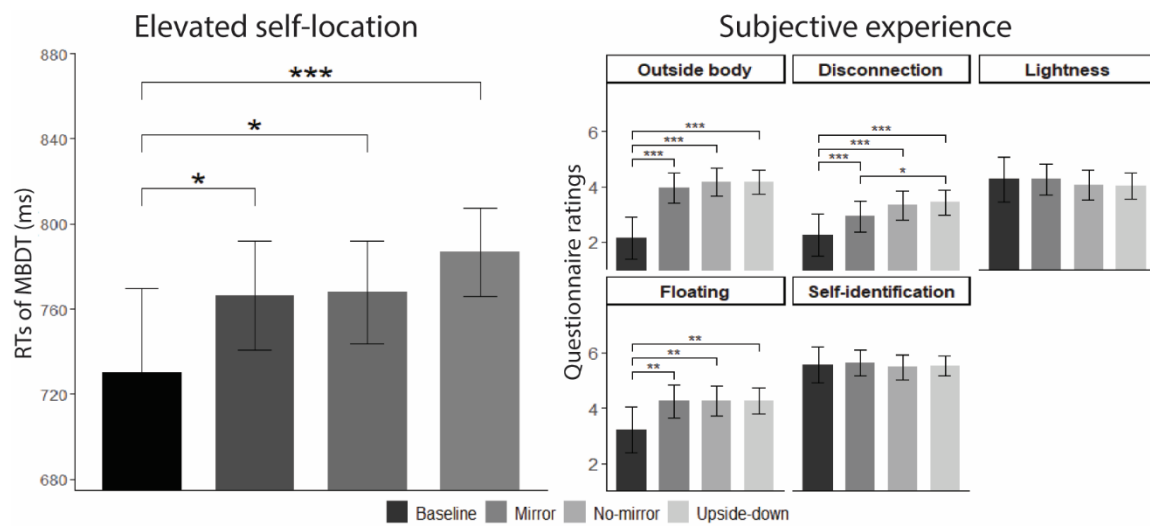 Elevated self-location
RTs of MBDT (ms)
880
840
800
760
720
680
***
*
*
Subjective experience
Questionnaire ratings
Outside body
Disconnection
Lightness
6
4
2
***
***
***
***
***
***
*
Floating
Self-identification
6
4
2
**
**
**
Baseline Mirror No-mirror Upside-down